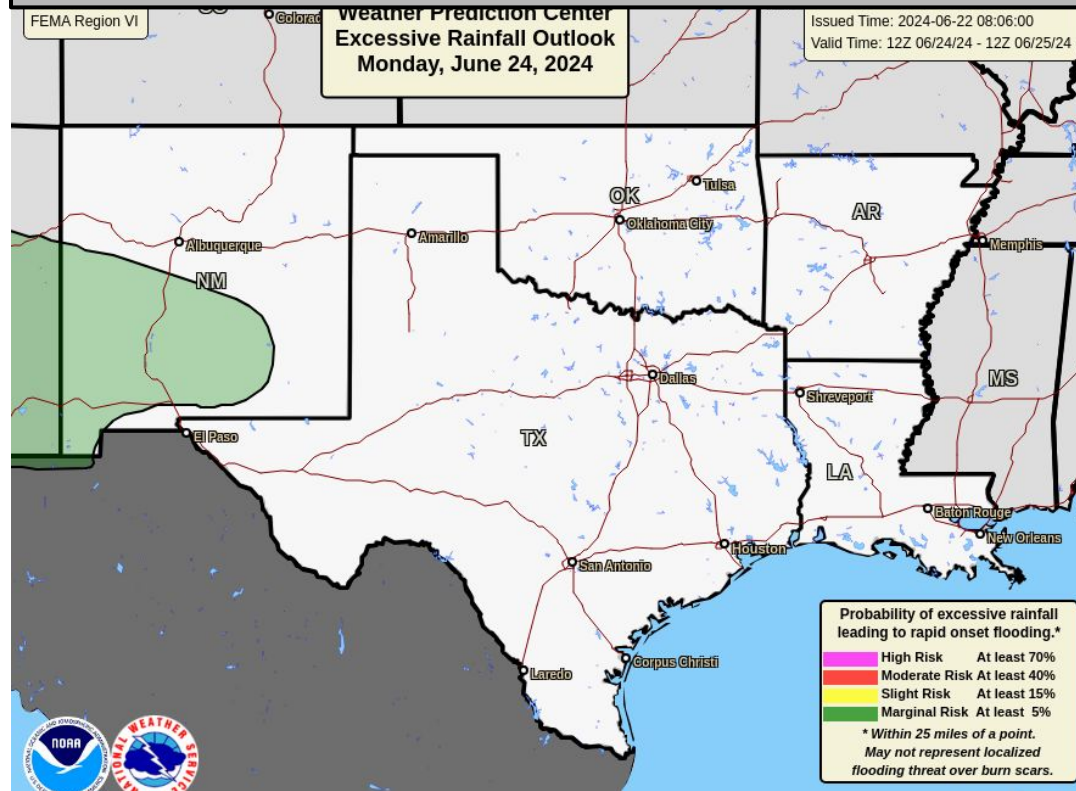 FEMA Region VI
Weather Prediction Center
Excessive Rainfall Outlook
Monday, June 24, 2024
Issued Time: 2024-06-22 08:06:00
Valid Time: 12Z 06/24/24 - 12Z 06/25/24
Tulsa
OK
Oklahoma City
AR
Albuquerque
Amarillo
Memphis
NM
Dallas
MS
Shreveport
El Paso
TX
LA
Baton Rouge
New Orleans
Houston
San Antonio
Corpus Christi
Laredo
Probability of excessive rainfall
leading to rapid onset flooding.*
High Risk At least 70%
Moderate Risk At least 40%
Slight Risk At least 15%
Marginal Risk At least 5%
* Within 25 miles of a point.
May not represent localized
flooding threat over burn scars.
NOAA